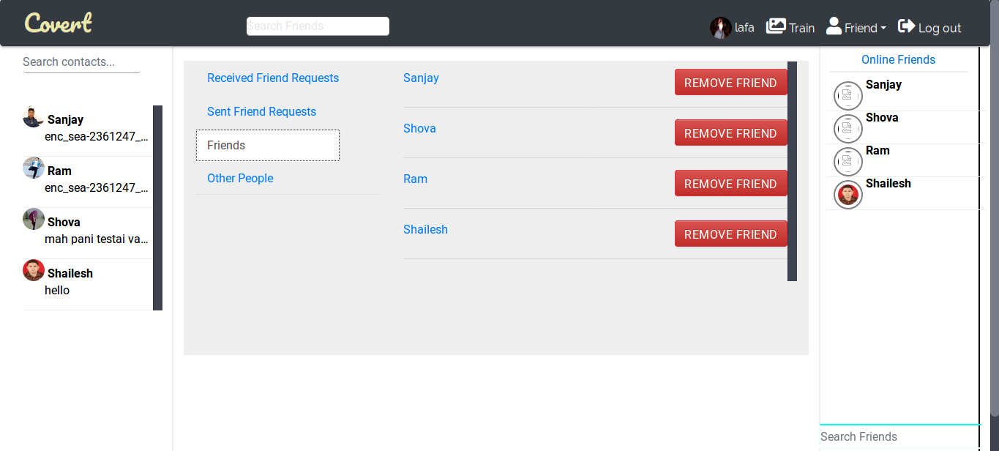 Covert
Search Friends
lafa
Train
Friend
Log out
Search contacts...
Sanjay
enc_sea-2361247_...
Ram
enc_sea-2361247_...
Shova
mah pani testai va...
Shailesh
hello
Received Friend Requests
Sent Friend Requests
Friends
Other People
Sanjay
REMOVE FRIEND
Shova
REMOVE FRIEND
Ram
REMOVE FRIEND
Shailesh
REMOVE FRIEND
Online Friends
Sanjay
Shova
Ram
Shailesh
Search Friends